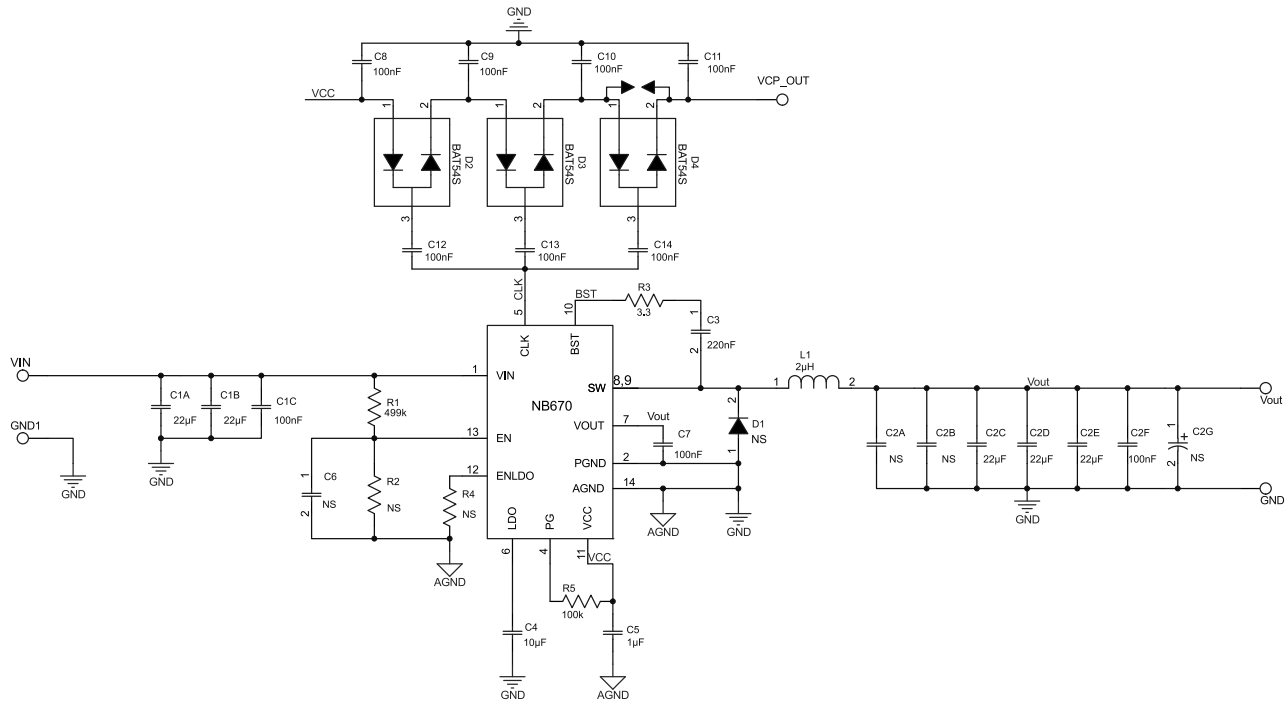 GND
C8
100nF
C9
100nF
C10
100nF
C11
100nF
VCC
VCP_OUT
1
2
1
2
1
2
D2
BAT54S
D3
BAT54S
D4
BAT54S
3
3
3
C12
100nF
C13
100nF
C14
100nF
CLK
5
CLK
BST
10
BST
R3
3.3
1
C3
220nF
2
VIN
1
VIN
SW
8,9
L1
2µH
1
2
Vout
Vout
C1A
22µF
C1B
22µF
C1C
100nF
R1
499k
NB670
2
D1
NS
1
GND1
GND
GND
13
EN
VOUT
7
Vout
C7
100nF
C2A
NS
C2B
NS
C2C
22µF
C2D
22µF
C2E
22µF
C2F
100nF
1
+
C2G
NS
2
1
C6
NS
2
R2
NS
12
ENLDO
R4
NS
PGND
2
AGND
14
AGND
GND
GND
GND
LDO
PG
VCC
6
4
11
VCC
AGND
R5
100k
C4
10µF
C5
1µF
GND
AGND